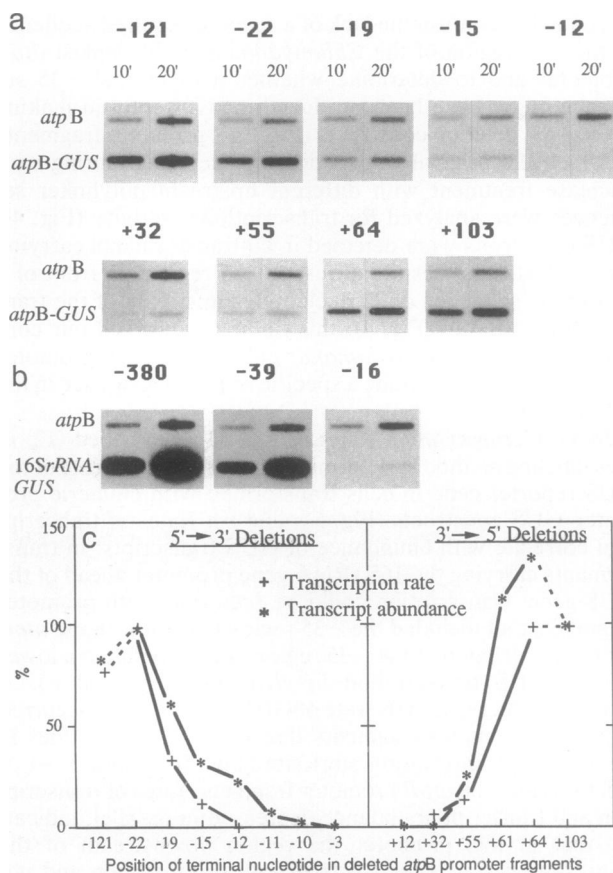 a
-121 -22 -19 -15 -12
10' 20' 10' 20' 10' 20' 10' 20' 10' 20'
atp B
atpB-GUS
+32 +55 +64 +103
atp B
atpB-GUS
b
-380 -39 -16
atpB
16SrRNA-
GUS
150
C
5' → 3' Deletions
3' → 5' Deletions
+ Transcription rate
* Transcript abundance
100
%
50
0
-121 -22 -19 -15 -12 -11 -10 -3 +12 +32 +55 +61 +64 +103
Position of terminal nucleotide in deleted atpB promoter fragments